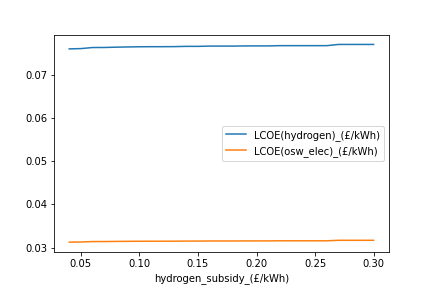 0.07
0.06
0.05
0.04
0.03
LCOE(hydrogen)_(£/kWh)
LCOE(osw_elec)_(£/kWh)
0.05 0.10 0.15 0.20 0.25 0.30
hydrogen_subsidy_(£/kWh)